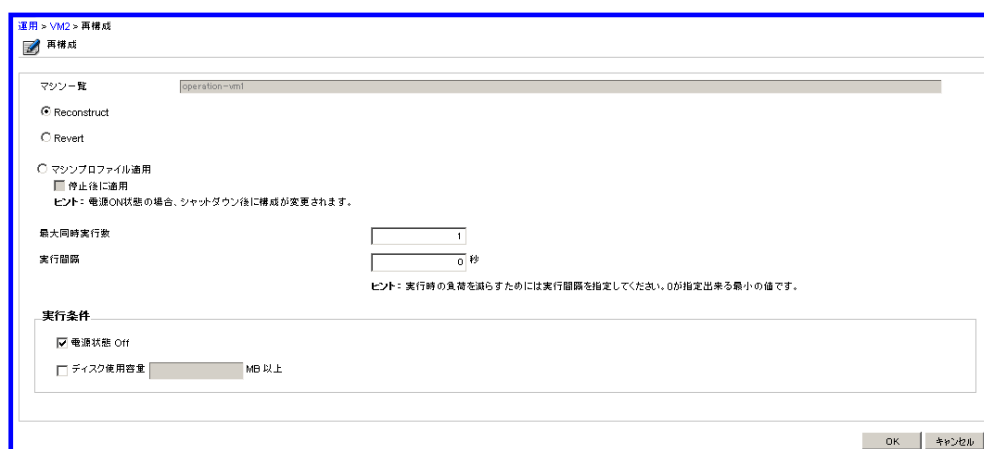 運用 > VM2 > 再構成
再構成
マシン一覧 operation-vm1
Reconstruct
Revert
マシンプロファイル適用
停止後に適用
ヒント： 電源ON状態の場合、シャットダウン後に構成が変更されます。
最大同時実行数 1
実行間隔 0 秒
ヒント： 実行時の負荷を減らすためには実行間隔を指定してください。0が指定出来る最小の値です。
実行条件
電源状態 Off
ディスク使用容量 MB 以上
OK キャンセル